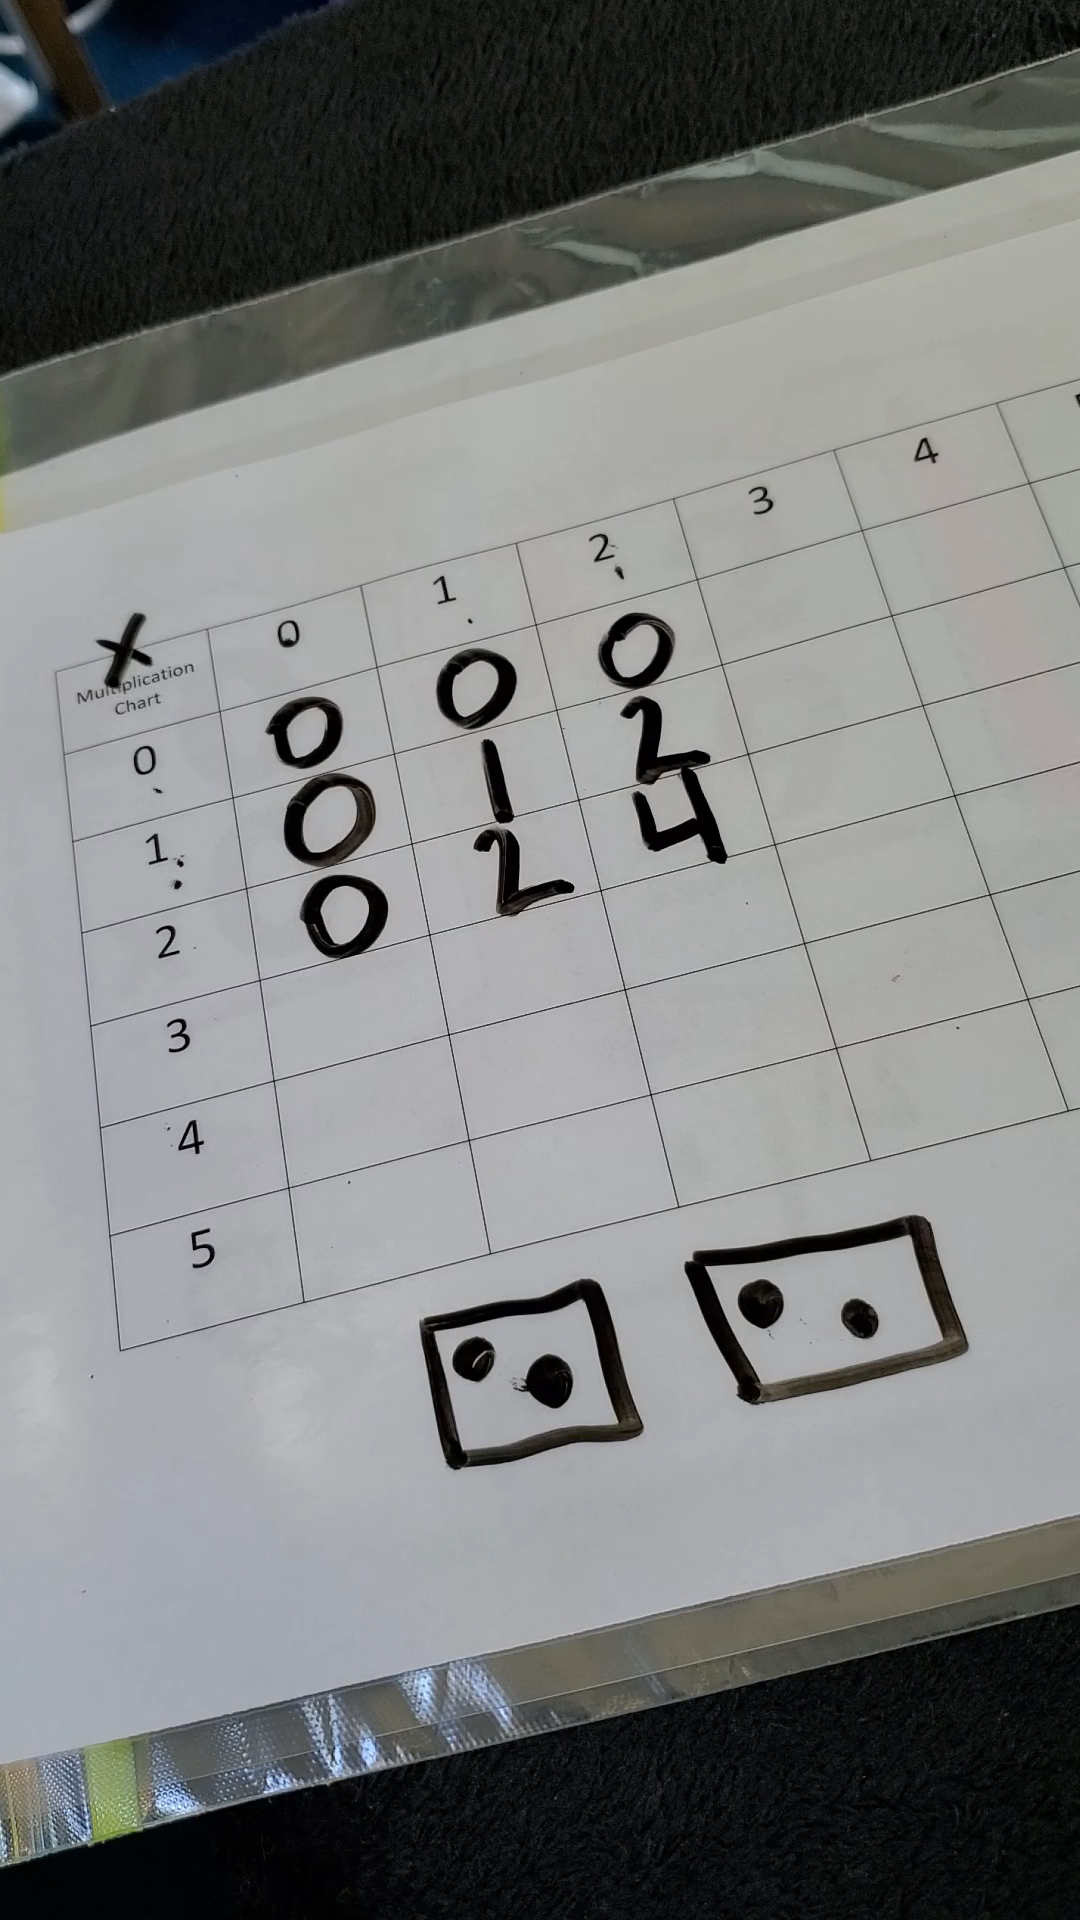 X
Multiplication Chart 0 1 2 3 4
0 0 0 0
1 0 1 2
2 0 2 4
3
4
5